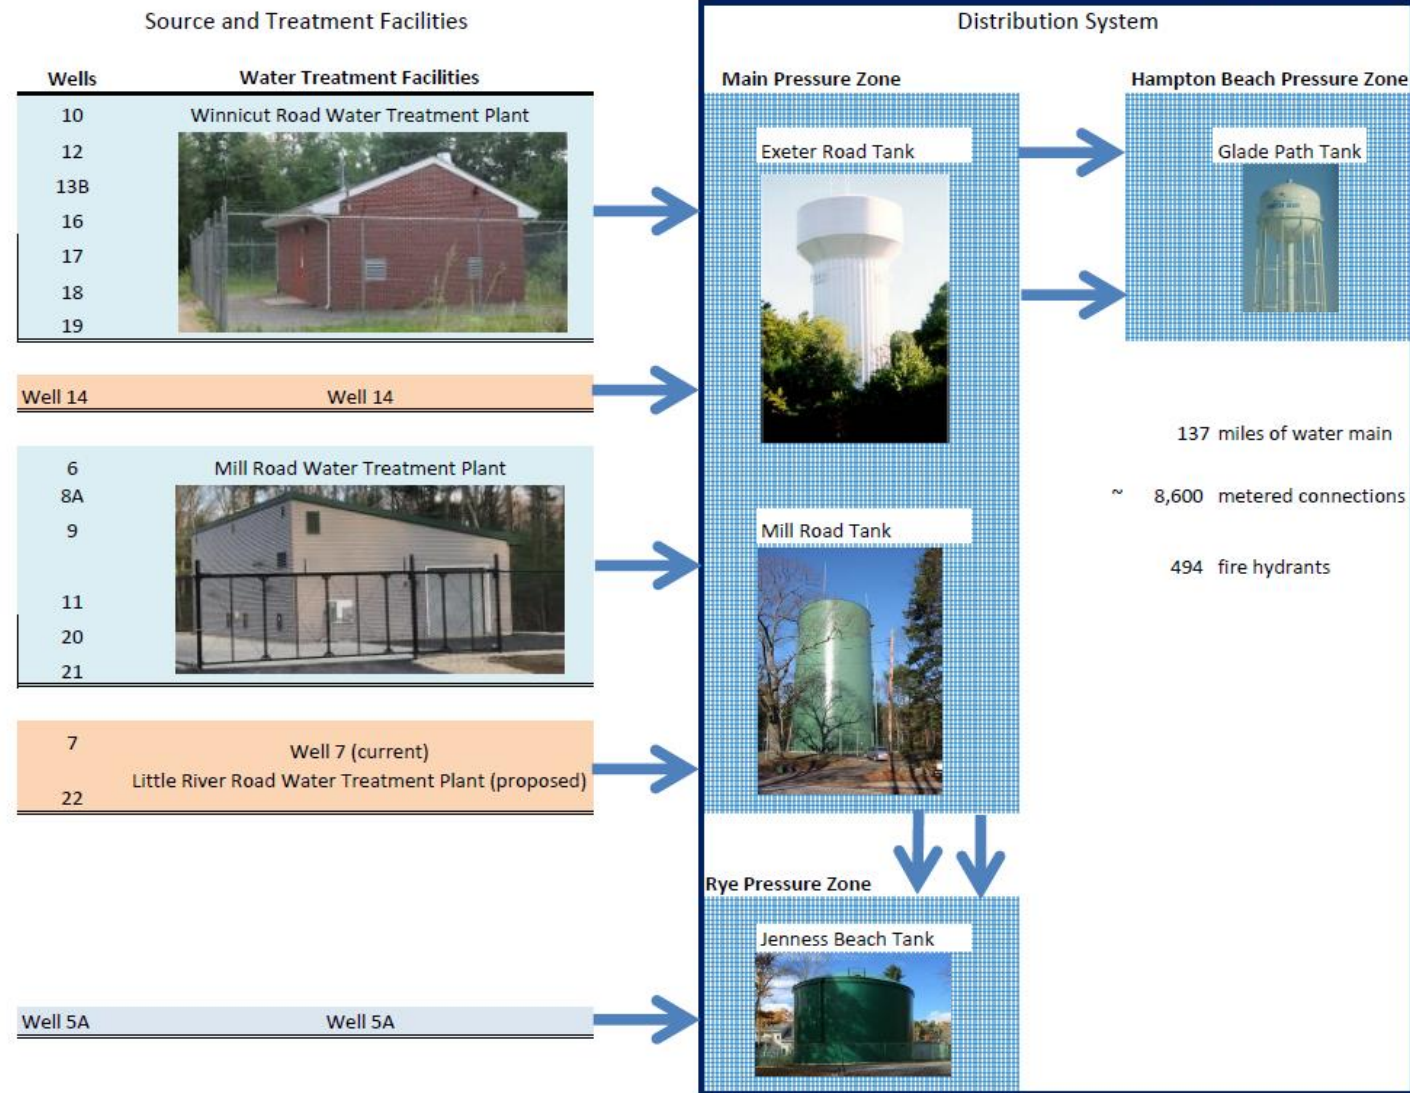 Source and Treatment Facilities
Wells Water Treatment Facilities
10 Winnicut Road Water Treatment Plant
12
13B
16
17
18
19
Well 14 Well 14
6 Mill Road Water Treatment Plant
8A
9
11
20
21
7 Well 7 (current)
Little River Road Water Treatment Plant (proposed)
22
Well 5A Well 5A
Distribution System
Main Pressure Zone
Exeter Road Tank
Mill Road Tank
Rye Pressure Zone
Jenness Beach Tank
Hampton Beach Pressure Zone
Glade Path Tank
137 miles of water main
~ 8,600 metered connections
494 fire hydrants